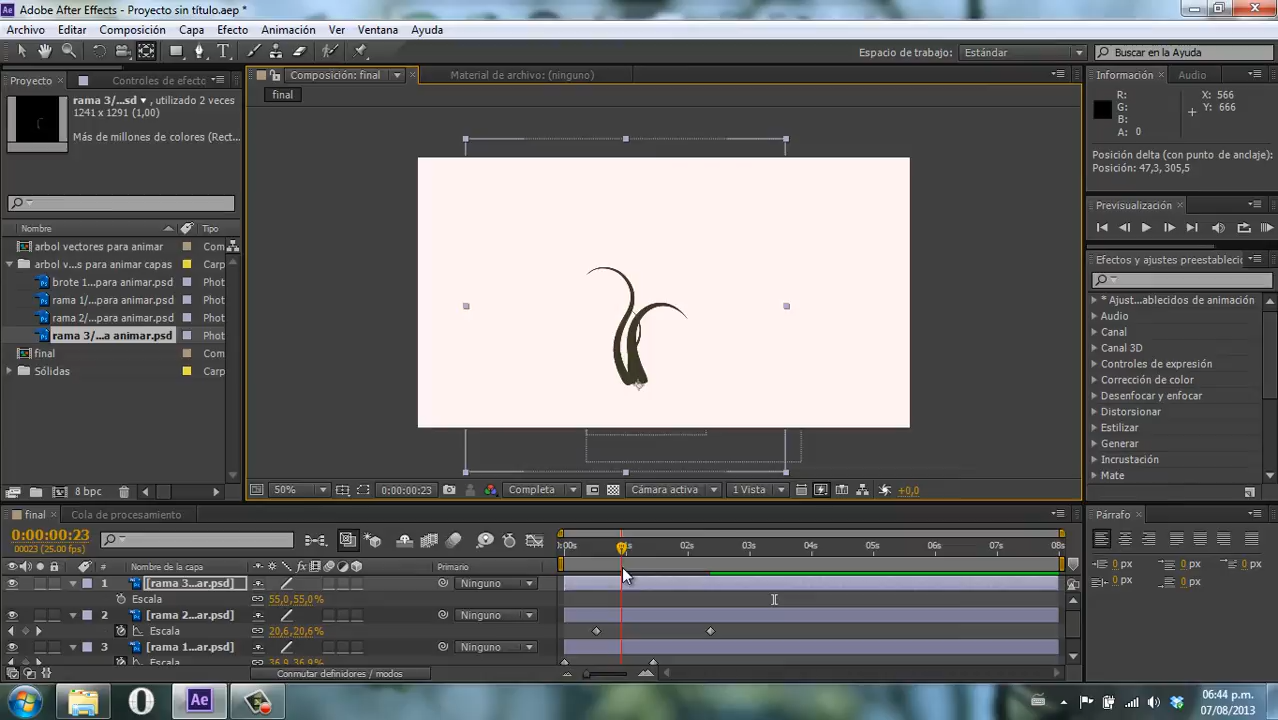 Adobe After Effects - Proyecto sin título.aep *
Archivo Editar Composición Capa Efecto Animación Ver Ventana Ayuda
Espacio de trabajo: Estándar Buscar en la Ayuda
Proyecto Controles de efecto
Composición: final Material de archivo: (ninguno)
Información Audio
final
rama 3/...sd ▾, utilizado 2 veces
1241 x 1291 (1,00)
Más de millones de colores (Rect...
R: X: 566
G: Y: 666
B:
A: 0
Posición delta (con punto de anclaje):
Posición: 47,3, 305,5
Previsualización
Nombre Tipo
arbol vectores para animar Com
arbol v...s para animar capas Carp
brote 1...para animar.psd Phot
rama 1/...para animar.psd Phot
rama 2/...para animar.psd Phot
rama 3/...a animar.psd Phot
final Com
Sólidas Carp
Efectos y ajustes preestablecic
* Ajust...ablecidos de animación
Audio
Canal
Canal 3D
Controles de expresión
Corrección de color
Desenfocar y enfocar
Distorsionar
Estilizar
Generar
Incrustación
Mate
8 bpc
50% 0:00:00:23 Completa Cámara activa 1 Vista +0,0
final Cola de procesamiento
Párrafo
0:00:00:23
00023 (25.00 fps)
):00s 01s 02s 03s 04s 05s 06s 07s 08s
# Nombre de la capa Primario
1 [rama 3...ar.psd] Ninguno
Escala 55,0,55,0%
2 [rama 2...ar.psd] Ninguno
Escala 20,6,20,6%
3 [rama 1...ar.psd] Ninguno
Escala 36,9,36,9%
0 px 0 px 0 px
0 px 0 px
Conmutar definidores / modos
Ae
06:44 p.m.
07/08/2013